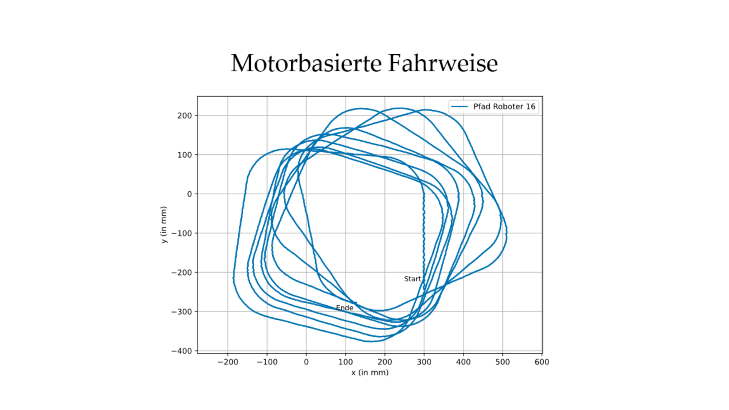 Motorbasierte Fahrweise
Pfad Roboter 16
200
100
0
−100
−200
−300
−400
y (in mm)
Start
Ende
−200 −100 0 100 200 300 400 500 600
x (in mm)